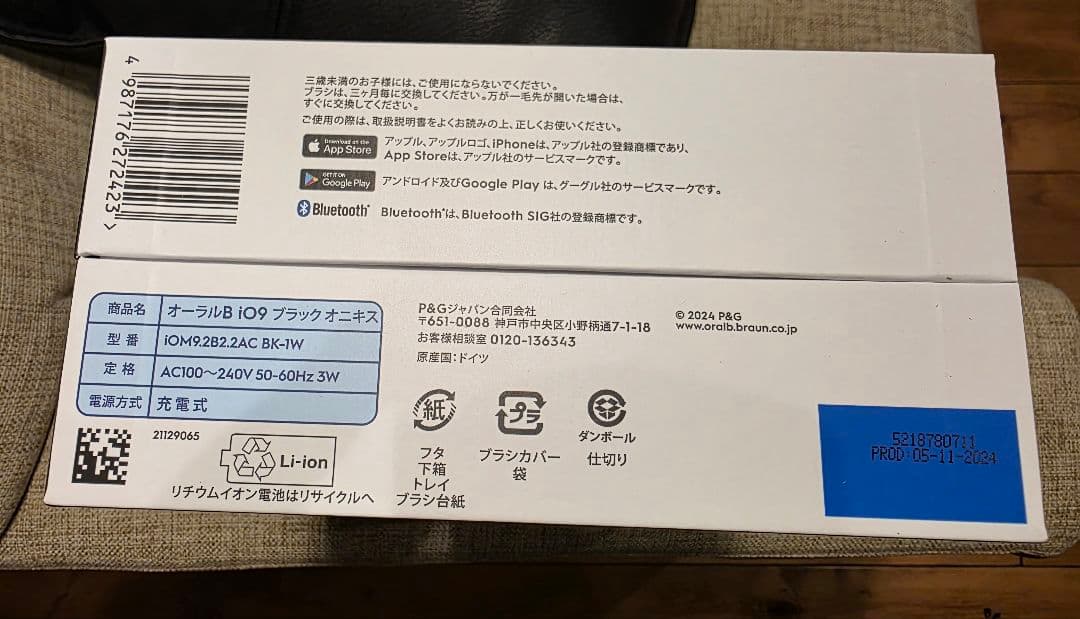 4 987176 272423 >
三歳未満のお子様には、ご使用にならないでください。
ブラシは、三ヶ月毎に交換してください。万が一毛先が開いた場合は、
すぐに交換してください。
ご使用の際は、取扱説明書をよくお読みの上、正しくお使いください。
Download on the
App Store
アップル、アップルロゴ、iPhoneは、アップル社の登録商標であり、
App Storeは、アップル社のサービスマークです。
GET IT ON
Google Play
アンドロイド及びGoogle Play は、グーグル社のサービスマークです。
Bluetooth®
Bluetooth®は、Bluetooth SIG社の登録商標です。
商品名 オーラルB iO9 ブラック オニキス
型番 iOM9.2B2.2AC BK-1W
定格 AC100〜240V 50-60Hz 3W
電源方式 充電式
21129065
Li-ion
リチウムイオン電池はリサイクルへ
P&Gジャパン合同会社
〒651-0088 神戸市中央区小野柄通7-1-18
お客様相談室 0120-136343
原産国：ドイツ
© 2024 P&G
www.oralb.braun.co.jp
紙
フタ
下箱
トレイ
ブラシ台紙
プラ
ブラシカバー
袋
ダンボール
仕切り
5218780711
PROD:05-11-2024